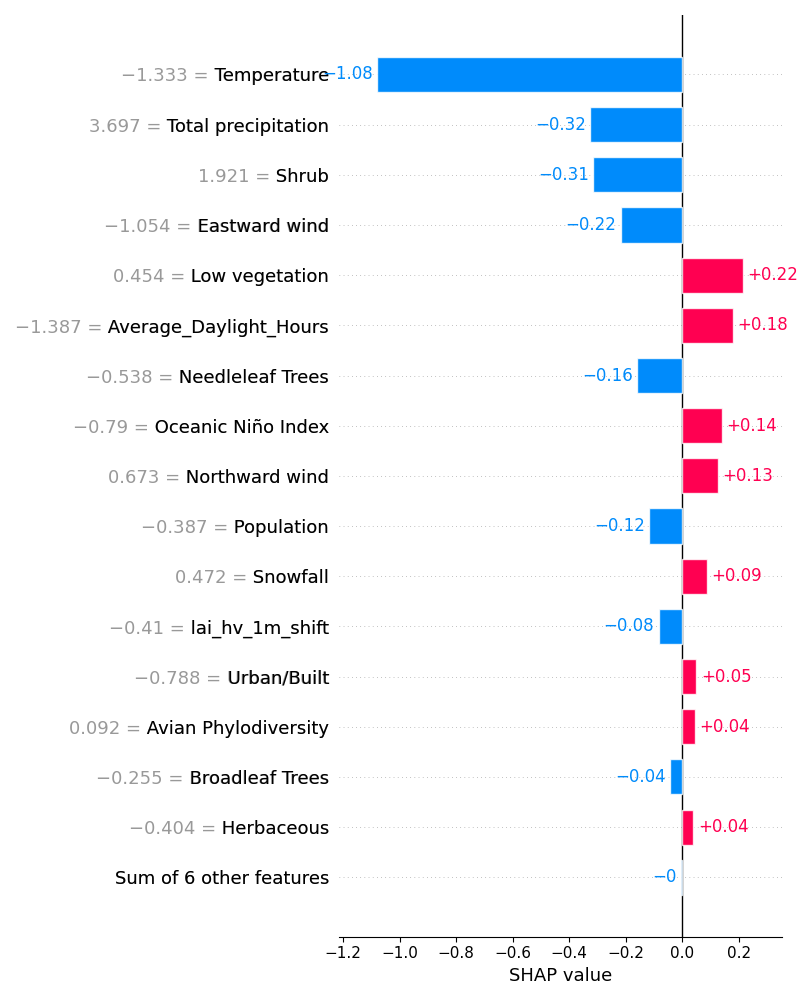 −1.333 = Temperature −1.08
3.697 = Total precipitation −0.32
1.921 = Shrub −0.31
−1.054 = Eastward wind −0.22
0.454 = Low vegetation +0.22
−1.387 = Average_Daylight_Hours +0.18
−0.538 = Needleleaf Trees −0.16
−0.79 = Oceanic Niño Index +0.14
0.673 = Northward wind +0.13
−0.387 = Population −0.12
0.472 = Snowfall +0.09
−0.41 = lai_hv_1m_shift −0.08
−0.788 = Urban/Built +0.05
0.092 = Avian Phylodiversity +0.04
−0.255 = Broadleaf Trees −0.04
−0.404 = Herbaceous +0.04
Sum of 6 other features −0
−1.2 −1.0 −0.8 −0.6 −0.4 −0.2 0.0 0.2
SHAP value